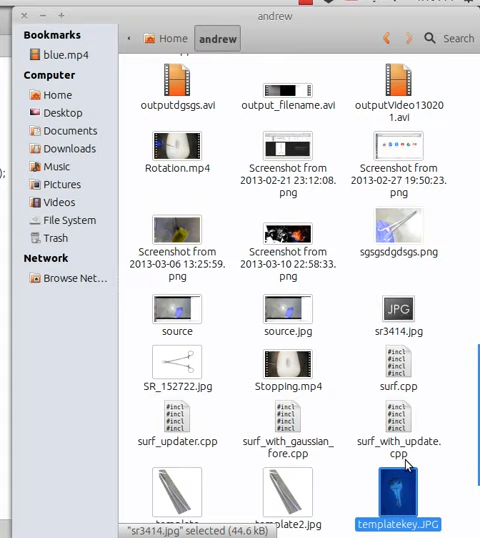 andrew
Home andrew Search
Bookmarks
blue.mp4
Computer
Home
Desktop
Documents
Downloads
Music
Pictures
Videos
File System
Trash
Network
Browse Net...
);
outputdgsgs.avi
output_filename.avi
outputVideo13020
1.avi
Rotation.mp4
Screenshot from
2013-02-21 23:12:08.
png
Screenshot from
2013-02-27 19:50:23.
png
Screenshot from
2013-03-06 13:25:59.
png
Screenshot from
2013-03-10 22:58:33.
png
sgsgsdgdsgs.png
source
source.jpg
JPG
sr3414.jpg
SR_152722.jpg
Stopping.mp4
#incl
surf.cpp
#incl
surf_updater.cpp
#incl
surf_with_gaussian_
fore.cpp
#incl
surf_with_update.
cpp
template
template2.jpg
templatekey.JPG
"sr3414.jpg" selected (44.6 kB)